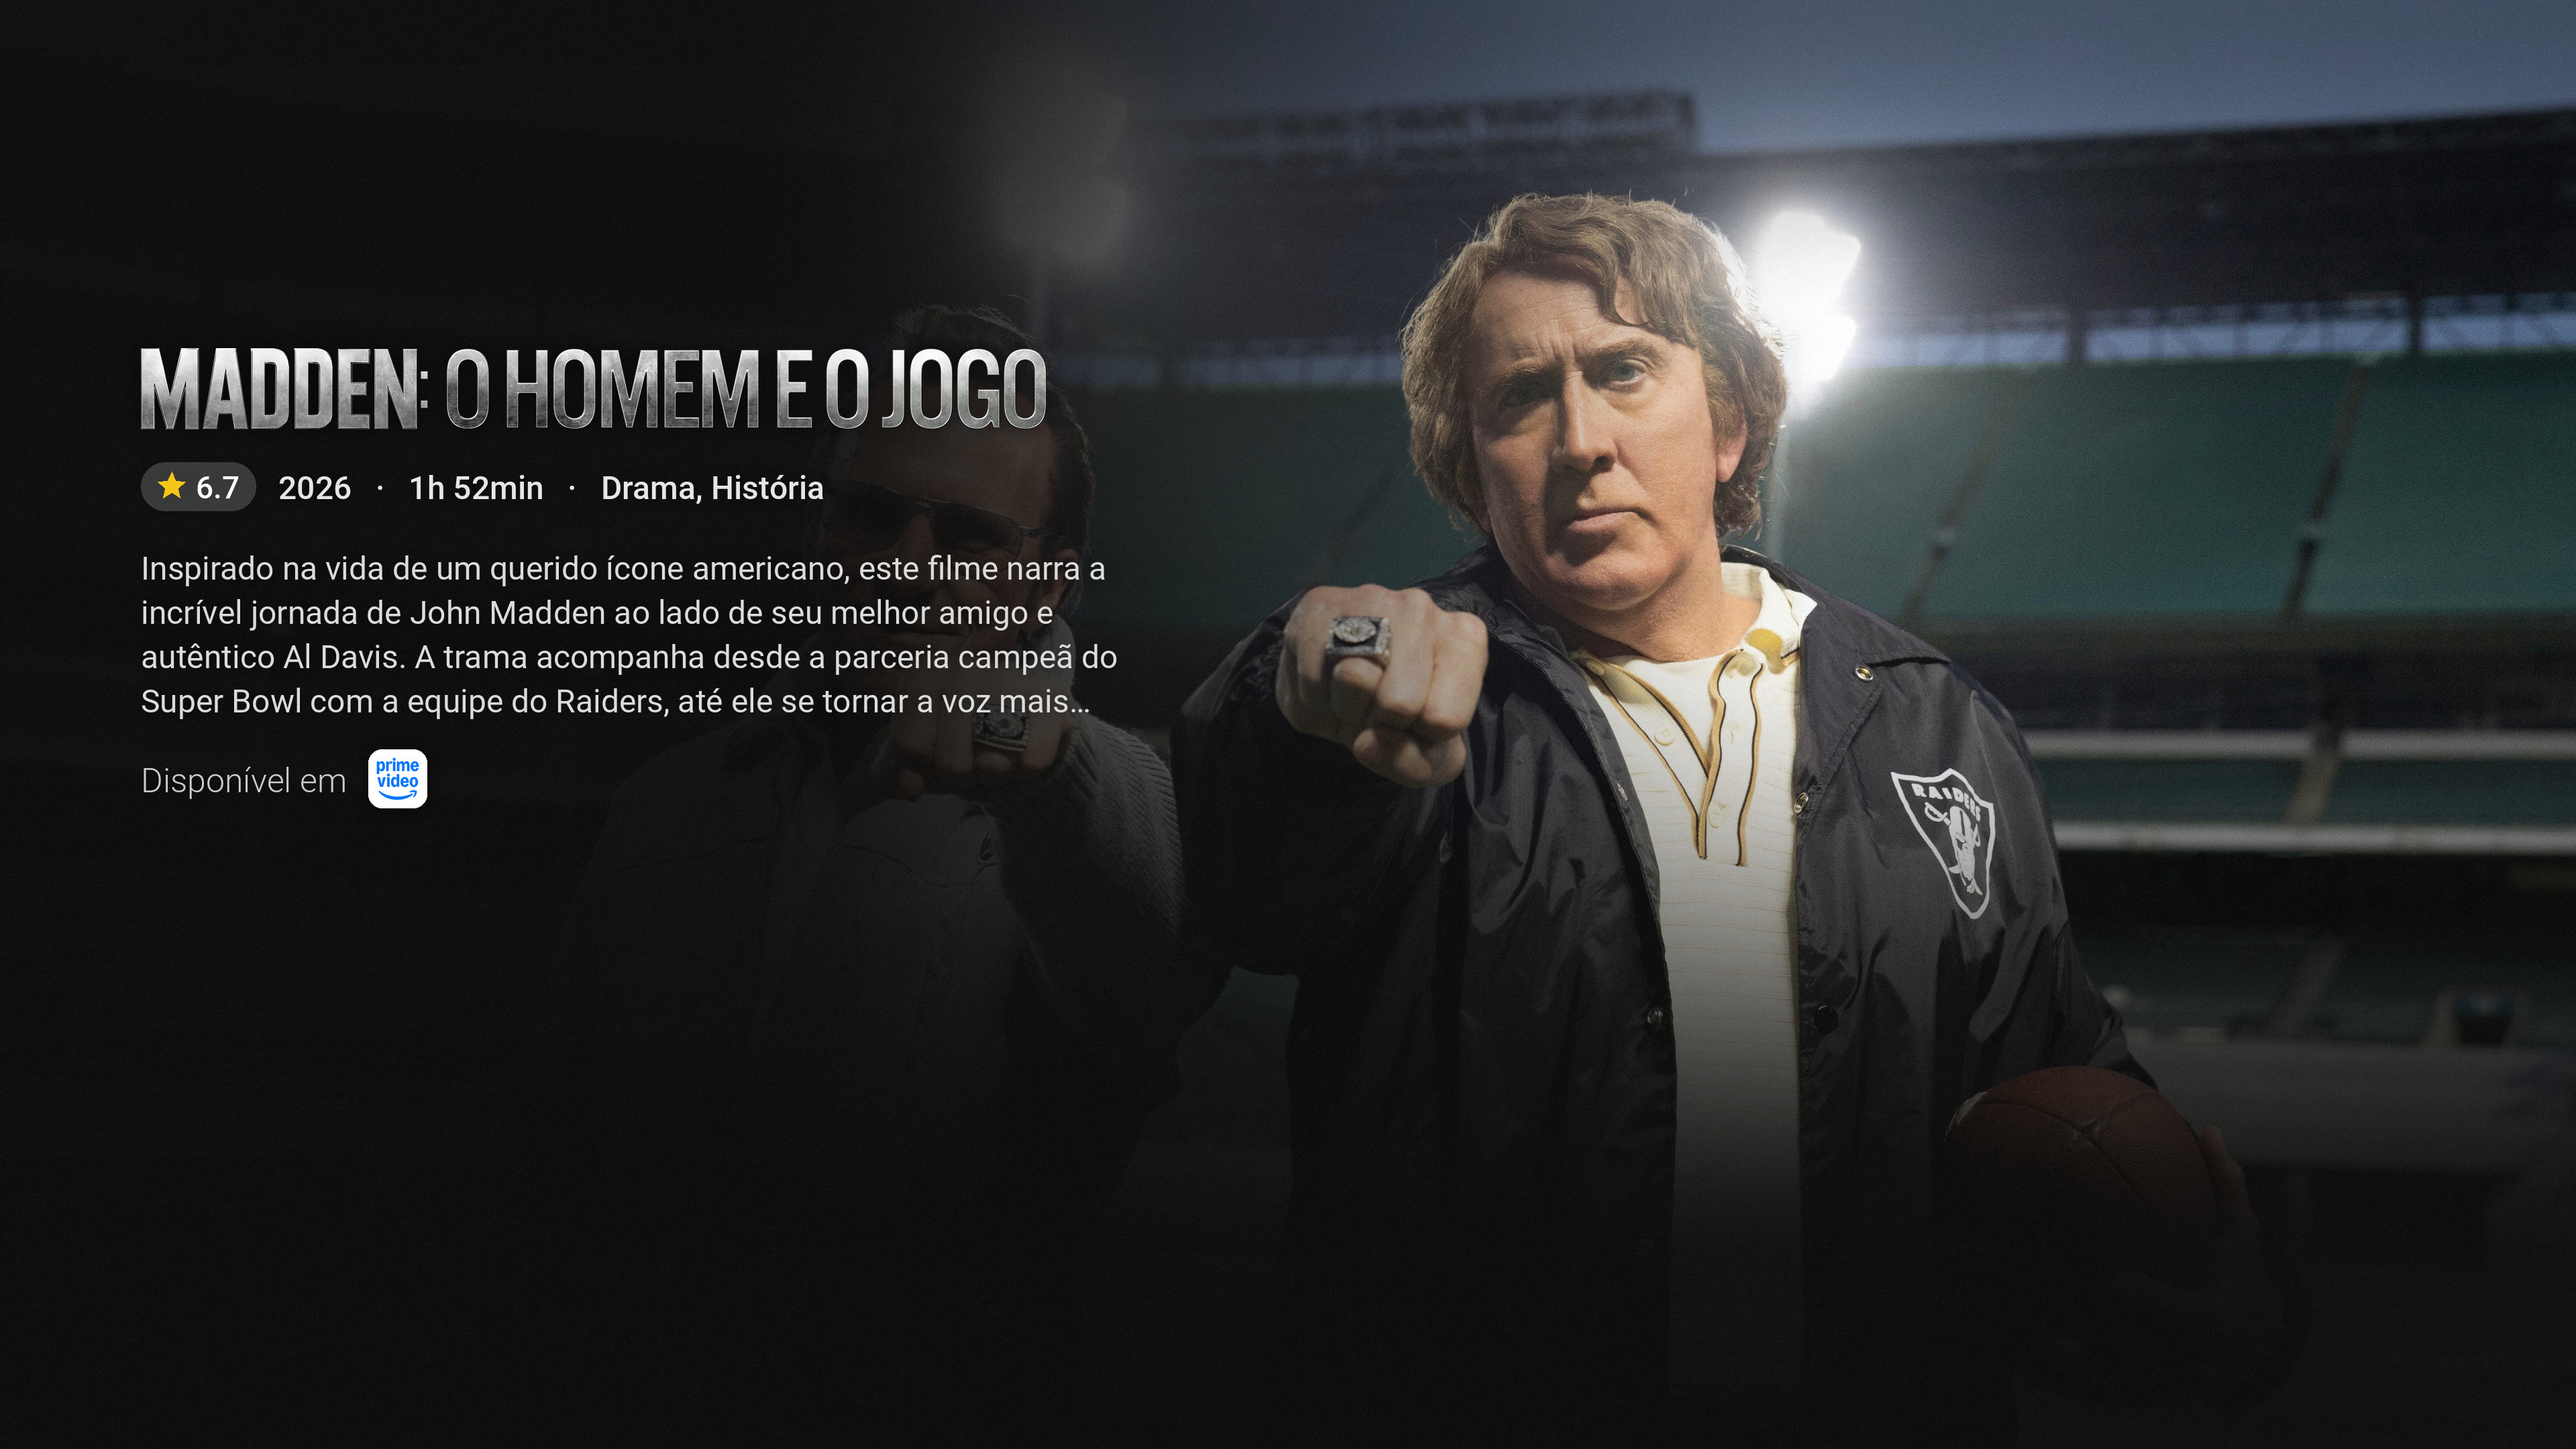 MADDEN: O HOMEM E O JOGO
6.7 2026 · 1h 52min · Drama, História
Inspirado na vida de um querido ícone americano, este filme narra a
incrível jornada de John Madden ao lado de seu melhor amigo e
autêntico Al Davis. A trama acompanha desde a parceria campeã do
Super Bowl com a equipe do Raiders, até ele se tornar a voz mais...
Disponível em prime video
RAIDERS